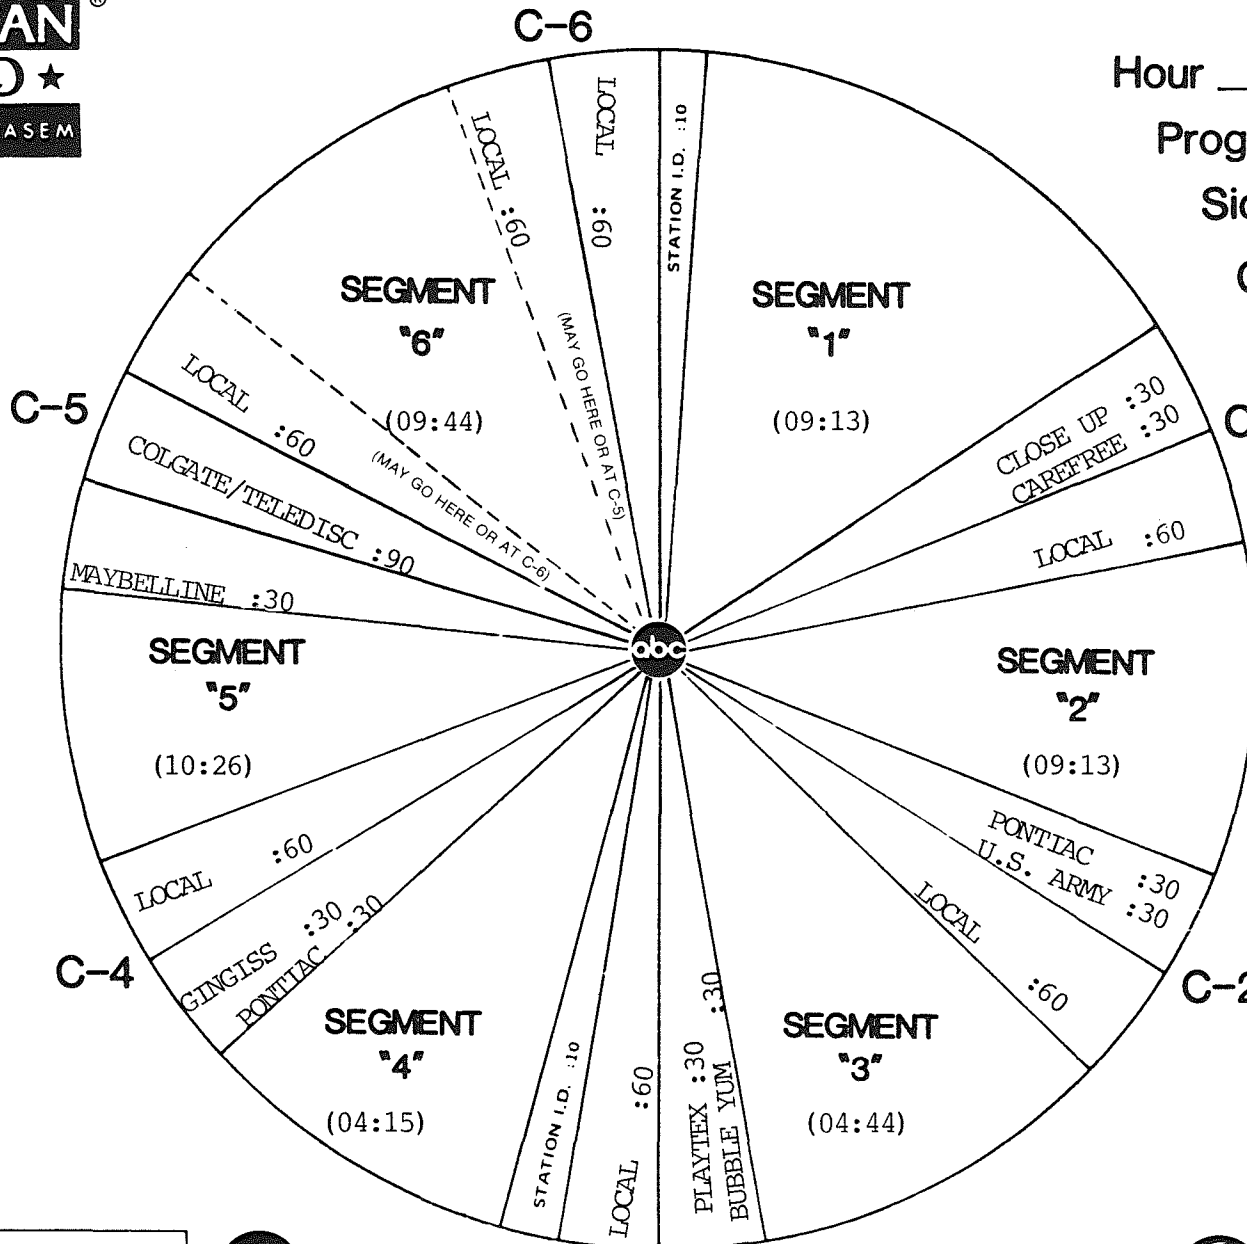 AN ®
ASEM
C-6
Hour
Prog
STATION I.D. :10
SEGMENT
"1"
(09:13)
CLOSE UP :30
CAREFREE :30
LOCAL :60
SEGMENT
"2"
(09:13)
PONTIAC :30
U.S. ARMY :30
C-2
LOCAL :60
SEGMENT
"3"
(04:44)
PLAYTEX :30
BUBBLE YUM :30
LOCAL :60
STATION I.D. :10
SEGMENT
"4"
(04:15)
C-4
GINGISS :30
PONTIAC :30
LOCAL :60
SEGMENT
"5"
(10:26)
MAYBELLINE :30
COLGATE/TELEDISC :90
C-5
LOCAL :60
(MAY GO HERE OR AT C-6)
SEGMENT
"6"
(09:44)
LOCAL :60
(MAY GO HERE OR AT C-5)
LOCAL :60
abc